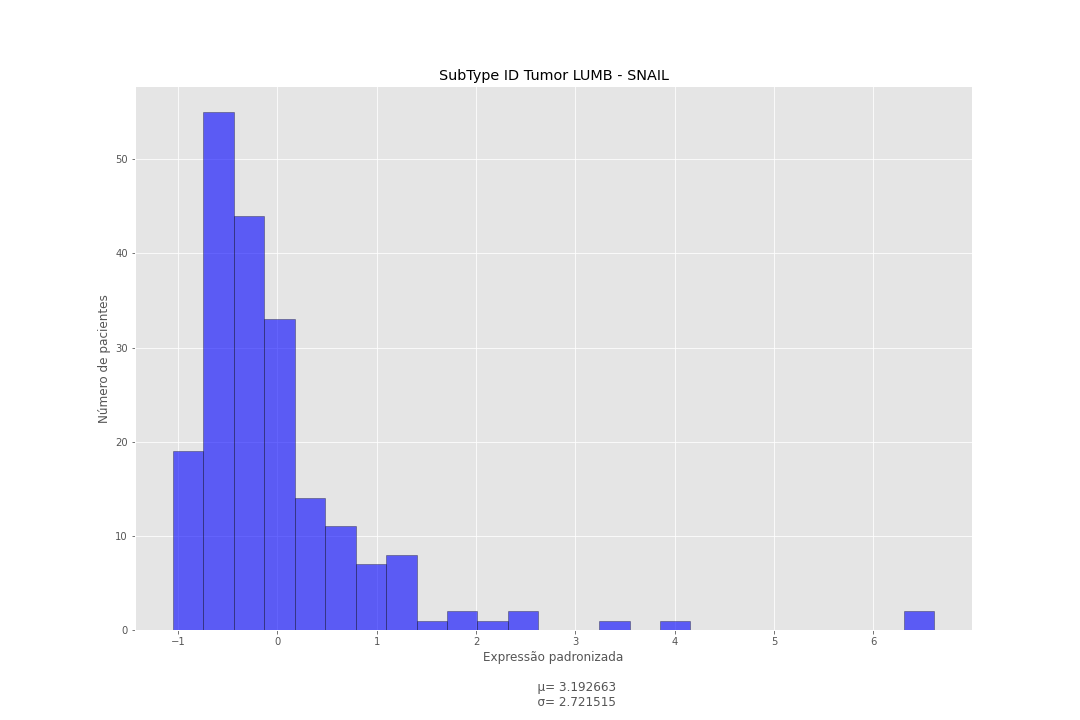 SubType ID Tumor LUMB - SNAIL
Número de pacientes
50
40
30
20
10
0
−1 0 1 2 3 4 5 6
Expressão padronizada
μ= 3.192663
σ= 2.721515